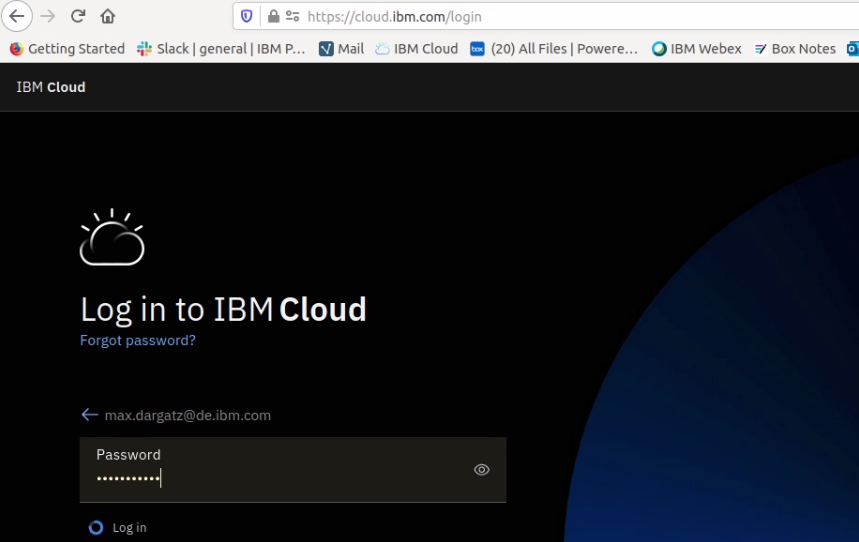 https://cloud.ibm.com/login
Getting Started Slack | general | IBM P... Mail IBM Cloud box (20) All Files | Powere... IBM Webex Box Notes
IBM Cloud
Log in to IBM Cloud
Forgot password?
max.dargatz@de.ibm.com
Password
•••••••••••
Log in